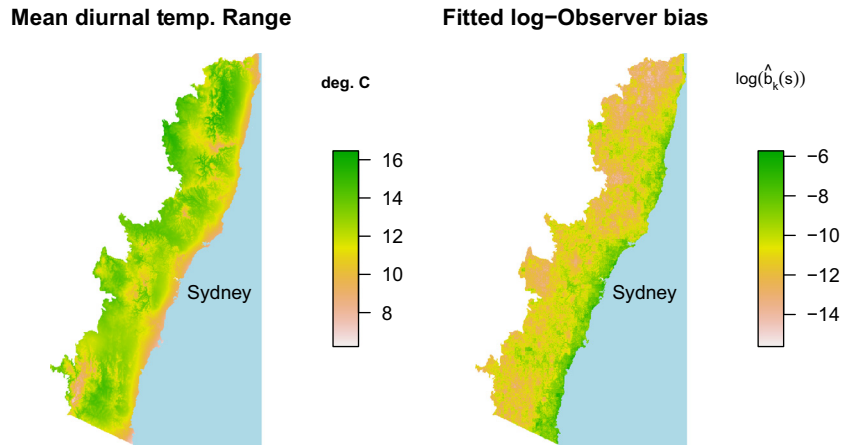 Mean diurnal temp. Range
deg. C
16
14
12
10
8
Sydney
Fitted log−Observer bias
log(b̂ₖ(s))
−6
−8
−10
−12
−14
Sydney